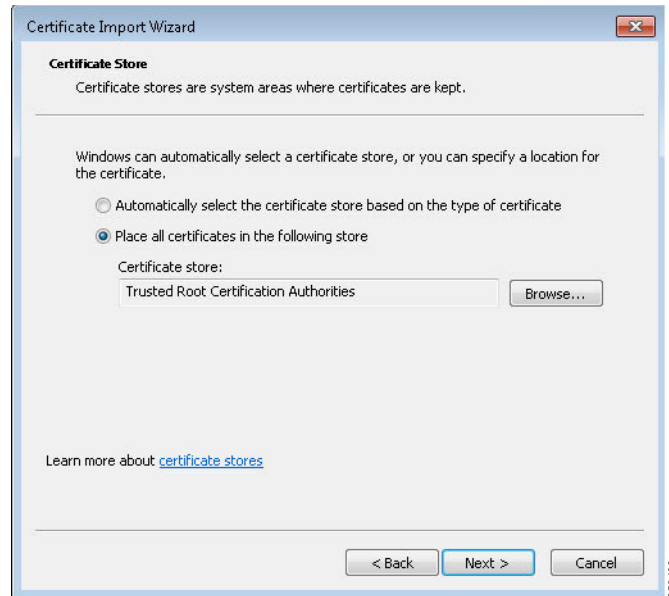 Certificate Import Wizard
Certificate Store
Certificate stores are system areas where certificates are kept.
Windows can automatically select a certificate store, or you can specify a location for
the certificate.
Automatically select the certificate store based on the type of certificate
Place all certificates in the following store
Certificate store:
Trusted Root Certification Authorities
Browse...
Learn more about certificate stores
< Back
Next >
Cancel